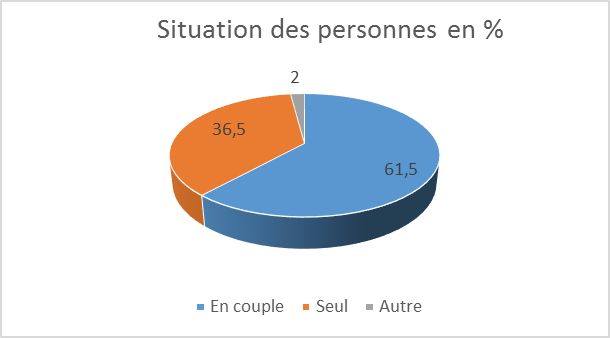 Situation des personnes en %
2
36,5
61,5
En couple Seul Autre